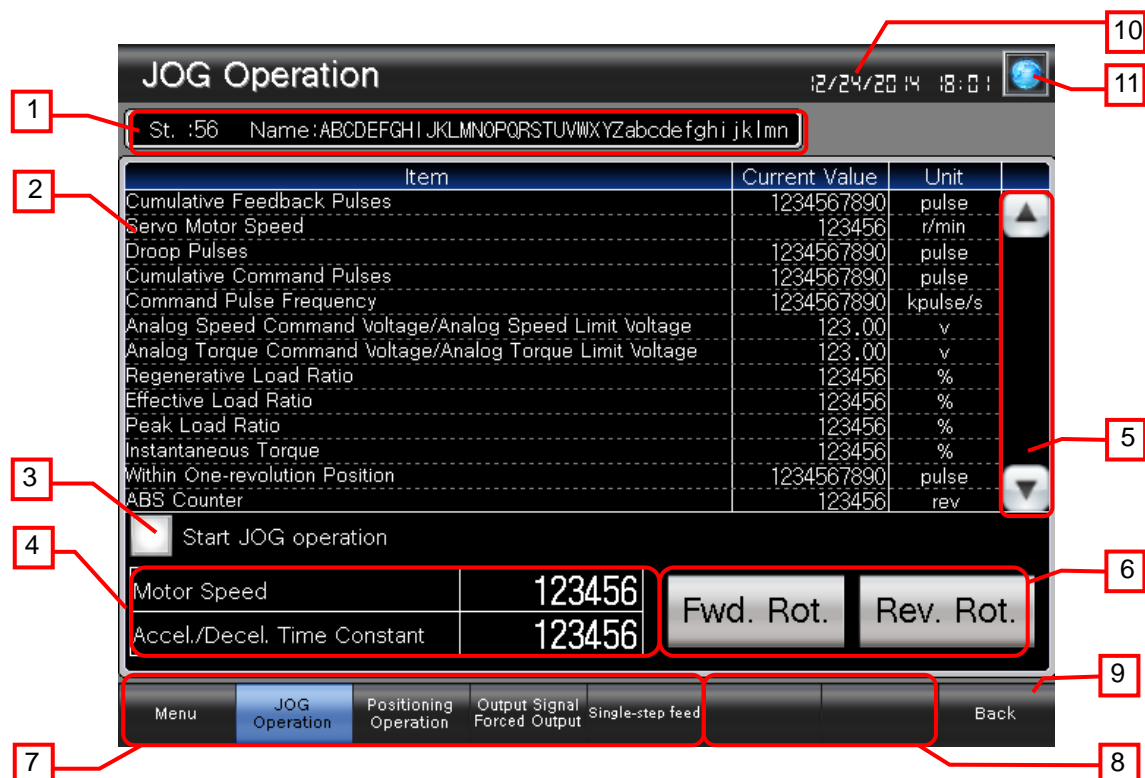 10
JOG Operation
12/24/2014 18:01
11
1
St. :56 Name:ABCDEFGHIJKLMNOPQRSTUVWXYZabcdefghijklmn
2
Item Current Value Unit
Cumulative Feedback Pulses 1234567890 pulse
Servo Motor Speed 123456 r/min
Droop Pulses 1234567890 pulse
Cumulative Command Pulses 1234567890 pulse
Command Pulse Frequency 1234567890 kpulse/s
Analog Speed Command Voltage/Analog Speed Limit Voltage 123.00 v
Analog Torque Command Voltage/Analog Torque Limit Voltage 123.00 v
Regenerative Load Ratio 123456 %
Effective Load Ratio 123456 %
Peak Load Ratio 123456 %
Instantaneous Torque 123456 %
5
Within One-revolution Position 1234567890 pulse
3
ABS Counter 123456 rev
Start JOG operation
4
6
Motor Speed 123456
Accel./Decel. Time Constant 123456
Fwd. Rot. Rev. Rot.
9
Menu
JOG
Operation
Positioning
Operation
Output Signal
Forced Output
Single-step feed
Back
7
8